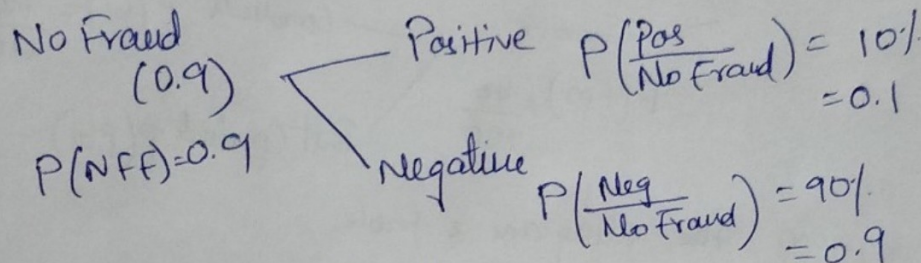 No Fraud
(0.9)
P(NFF)=0.9
Positive P(Pos/No Fraud) = 10%
=0.1
Negative P(Neg/No Fraud) = 90%.
=0.9